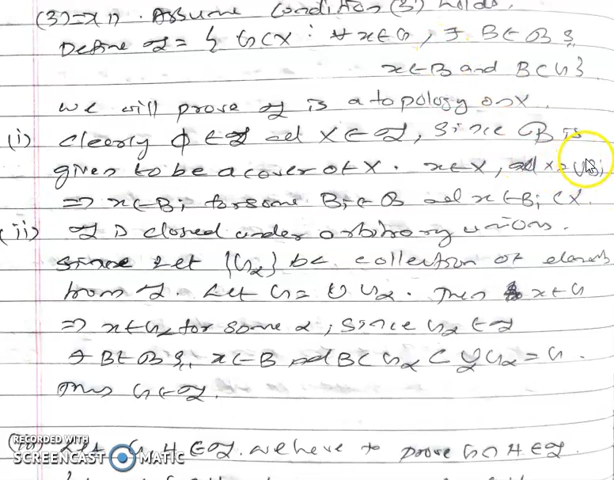 (3)⇒(1). Assume Condition (3) holds.
Define 𝒯 = { G⊂X : ∀ x∈G, ∃ B∈ℬ s.
x∈B and B⊂G}
We will prove 𝒯 is a topology on X
(i) Clearly φ∈𝒯 and X∈𝒯, Since ℬ is
given to be a cover of X. x∈X, and X=∪Bi
⇒ x∈Bi for some Bi∈ℬ and x∈Bi⊂X.
(ii) 𝒯 is closed under arbitrary unions.
Since Let {Gα} be collection of elements
from 𝒯. Let G=∪Gα. Then x∈G
⇒ x∈Gα for some α, Since Gα∈𝒯
∃ B∈ℬ s. x∈B and B⊂Gα⊂∪Gα=G.
α
Thus G∈𝒯.
(iii) Let G, H∈𝒯. We have to prove G∩H∈𝒯
RECORDED WITH
SCREENCAST MATIC